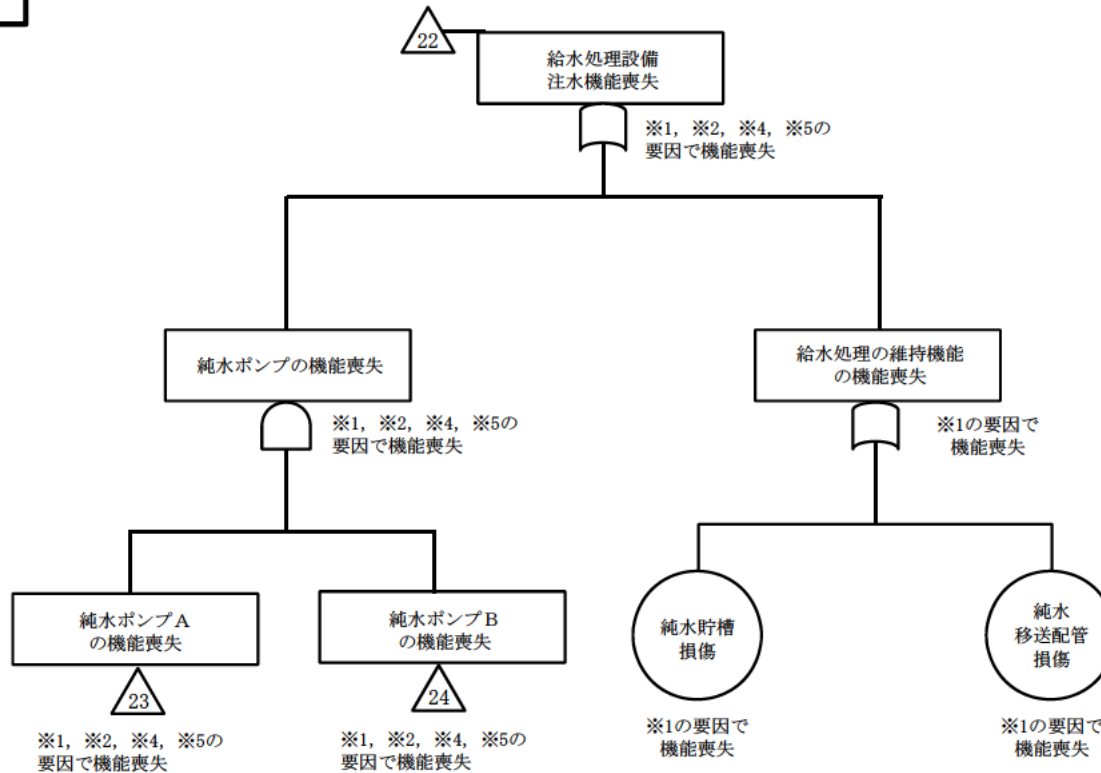 22
給水処理設備
注水機能喪失
※1，※2，※4，※5の
要因で機能喪失
純水ポンプの機能喪失
※1，※2，※4，※5の
要因で機能喪失
給水処理の維持機能
の機能喪失
※1の要因で
機能喪失
純水ポンプA
の機能喪失
23
※1，※2，※4，※5の
要因で機能喪失
純水ポンプB
の機能喪失
24
※1，※2，※4，※5の
要因で機能喪失
純水貯槽
損傷
※1の要因で
機能喪失
純水
移送配管
損傷
※1の要因で
機能喪失